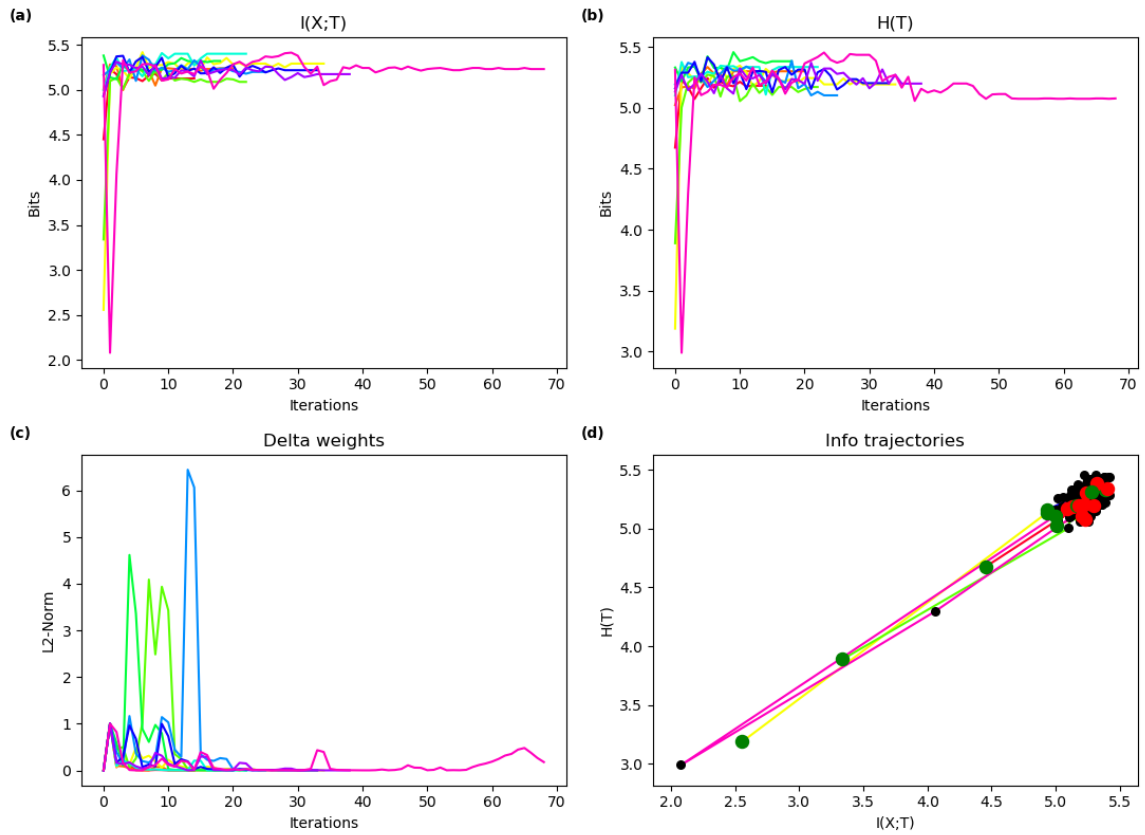 (a)
I(X;T)
5.5
5.0
4.5
4.0
3.5
3.0
2.5
2.0
Bits
0 10 20 30 40 50 60 70
Iterations
(b)
H(T)
5.5
5.0
4.5
4.0
3.5
3.0
Bits
0 10 20 30 40 50 60 70
Iterations
(c)
Delta weights
6
5
4
3
2
1
0
L2-Norm
0 10 20 30 40 50 60 70
Iterations
(d)
Info trajectories
5.5
5.0
4.5
4.0
3.5
3.0
H(T)
2.0 2.5 3.0 3.5 4.0 4.5 5.0 5.5
I(X;T)